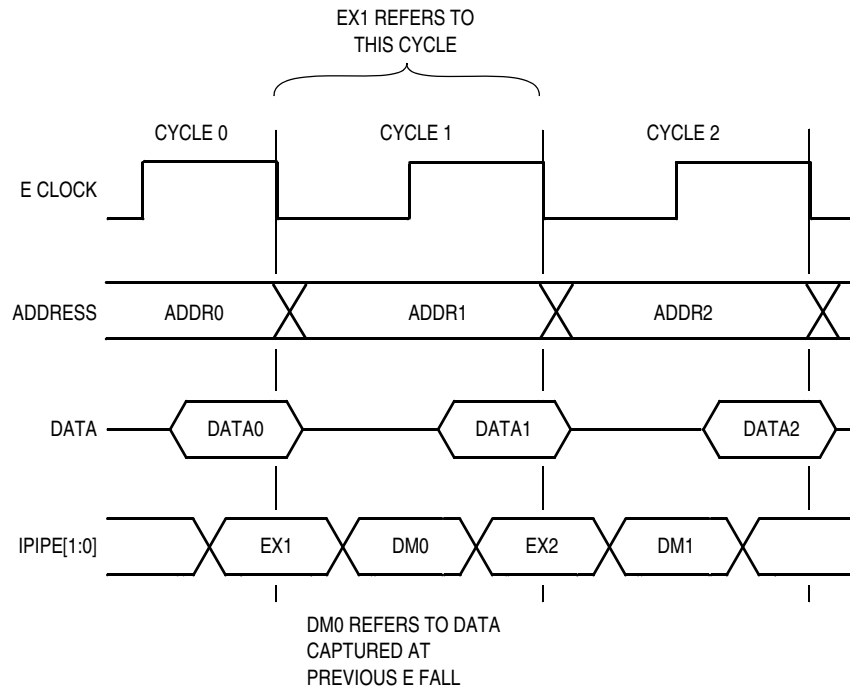 EX1 REFERS TO
THIS CYCLE
CYCLE 0 CYCLE 1 CYCLE 2
E CLOCK
ADDRESS ADDR0 ADDR1 ADDR2
DATA DATA0 DATA1 DATA2
IPIPE[1:0] EX1 DM0 EX2 DM1
DM0 REFERS TO DATA
CAPTURED AT
PREVIOUS E FALL